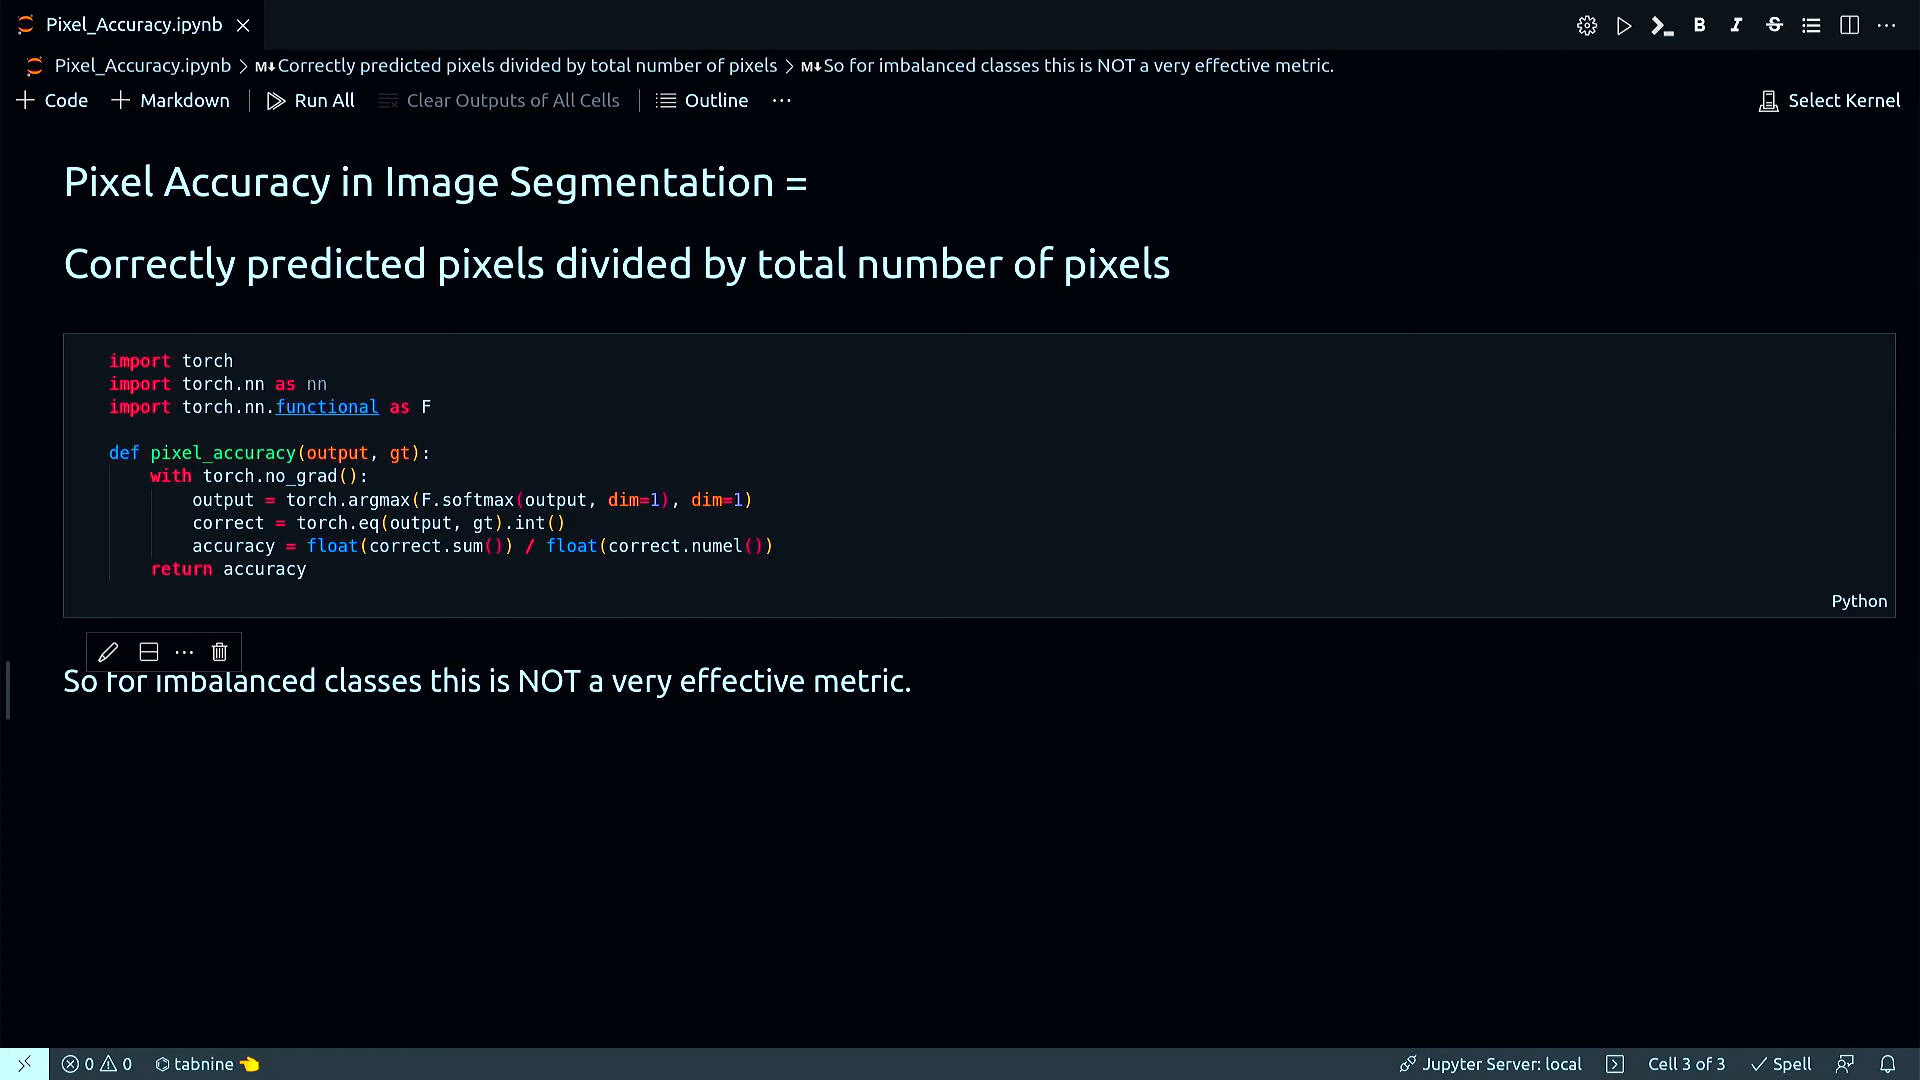 Pixel_Accuracy.ipynb
Pixel_Accuracy.ipynb > M↓Correctly predicted pixels divided by total number of pixels > M↓So for imbalanced classes this is NOT a very effective metric.
+ Code + Markdown Run All Clear Outputs of All Cells Outline ... Select Kernel
Pixel Accuracy in Image Segmentation =
Correctly predicted pixels divided by total number of pixels
import torch
import torch.nn as nn
import torch.nn.functional as F
def pixel_accuracy(output, gt):
with torch.no_grad():
output = torch.argmax(F.softmax(output, dim=1), dim=1)
correct = torch.eq(output, gt).int()
accuracy = float(correct.sum()) / float(correct.numel())
return accuracy
Python
So for imbalanced classes this is NOT a very effective metric.
0 0 tabnine Jupyter Server: local Cell 3 of 3 Spell